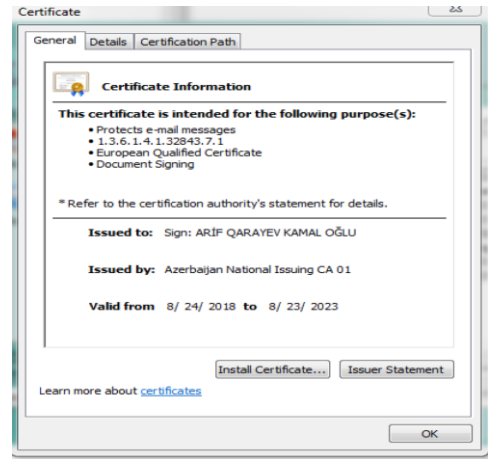 Certificate
General Details Certification Path
Certificate Information
This certificate is intended for the following purpose(s):
• Protects e-mail messages
• 1.3.6.1.4.1.32843.7.1
• European Qualified Certificate
• Document Signing
* Refer to the certification authority's statement for details.
Issued to: Sign: ARİF QARAYEV KAMAL OĞLU
Issued by: Azerbaijan National Issuing CA 01
Valid from 8/ 24/ 2018 to 8/ 23/ 2023
Install Certificate... Issuer Statement
Learn more about certificates
OK